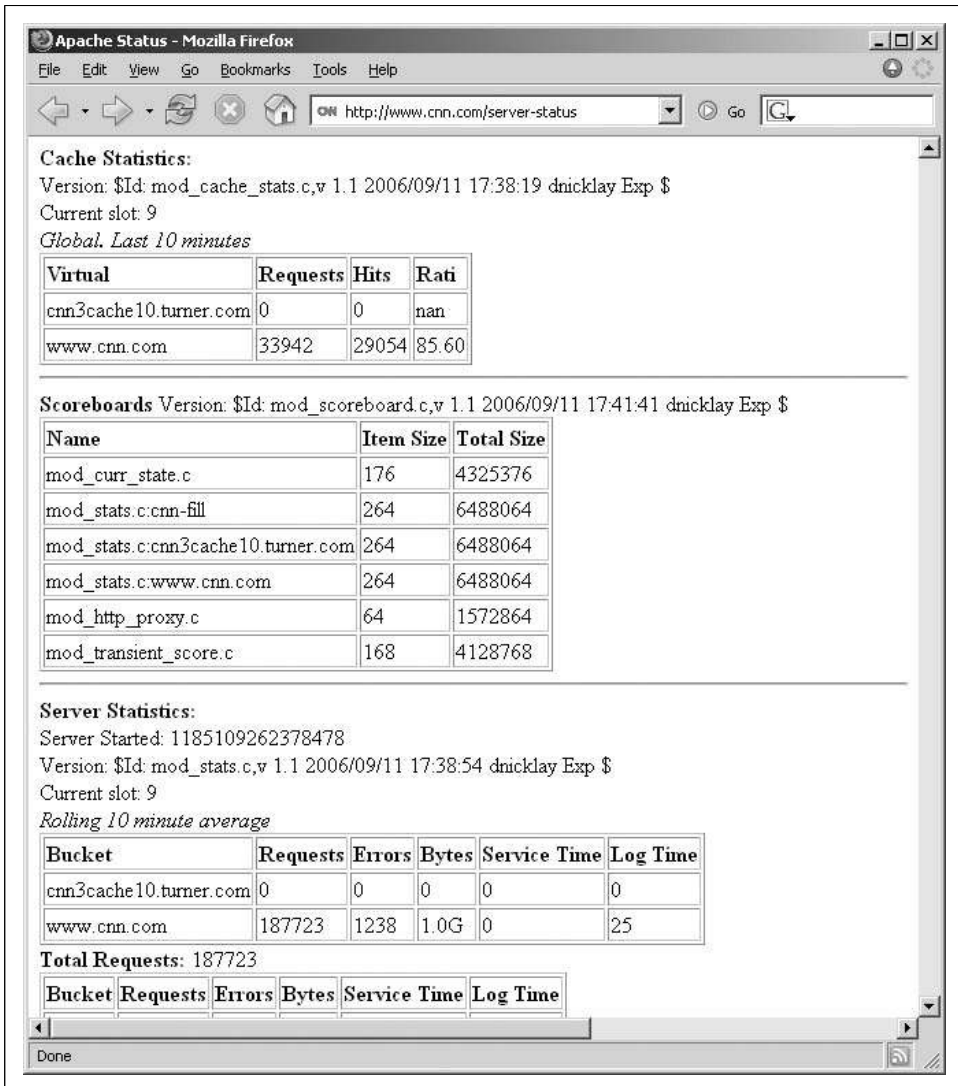 Apache Status - Mozilla Firefox
File Edit View Go Bookmarks Tools Help
CNN http://www.cnn.com/server-status Go G
Cache Statistics:
Version: $Id: mod_cache_stats.c,v 1.1 2006/09/11 17:38:19 dnicklay Exp $
Current slot: 9
Global. Last 10 minutes
Virtual Requests Hits Rati
cnn3cache10.turner.com 0 0 nan
www.cnn.com 33942 29054 85.60
Scoreboards Version: $Id: mod_scoreboard.c,v 1.1 2006/09/11 17:41:41 dnicklay Exp $
Name Item Size Total Size
mod_curr_state.c 176 4325376
mod_stats.c:cnn-fill 264 6488064
mod_stats.c:cnn3cache10.turner.com 264 6488064
mod_stats.c:www.cnn.com 264 6488064
mod_http_proxy.c 64 1572864
mod_transient_score.c 168 4128768
Server Statistics:
Server Started: 1185109262378478
Version: $Id: mod_stats.c,v 1.1 2006/09/11 17:38:54 dnicklay Exp $
Current slot: 9
Rolling 10 minute average
Bucket Requests Errors Bytes Service Time Log Time
cnn3cache10.turner.com 0 0 0 0 0
www.cnn.com 187723 1238 1.0G 0 25
Total Requests: 187723
Bucket Requests Errors Bytes Service Time Log Time
Done